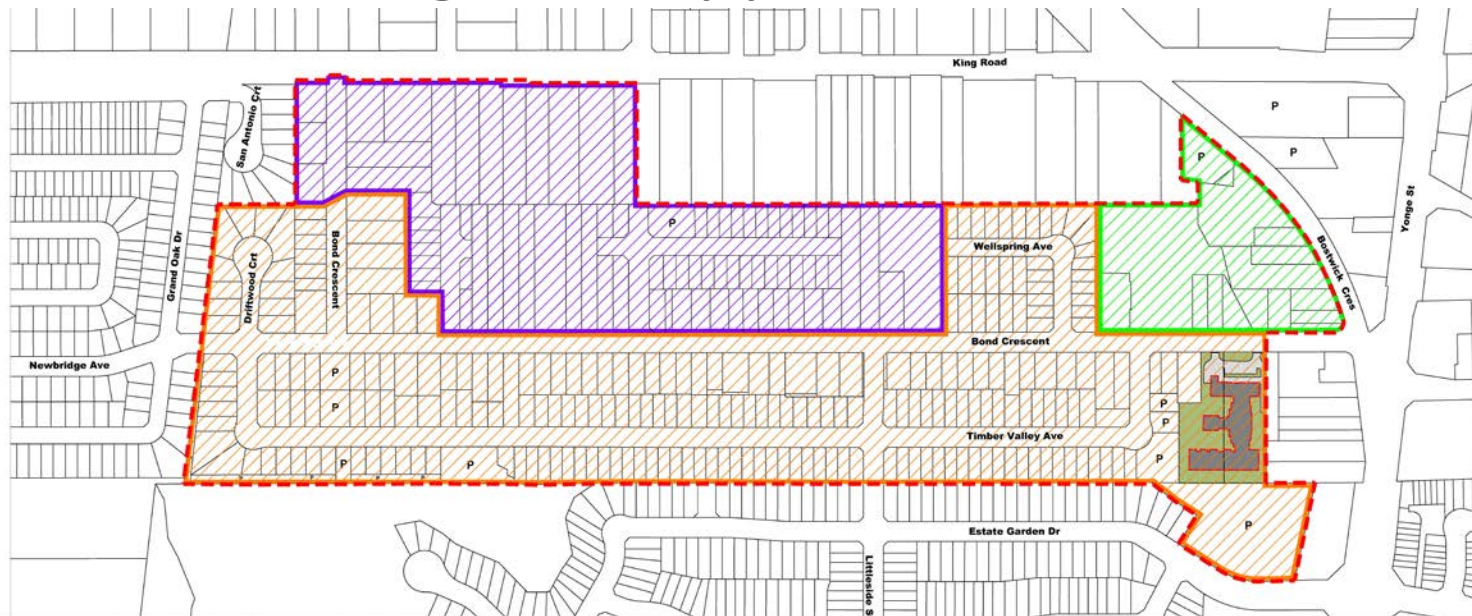 King Road
San Antonio Crt
P
P
P
Yonge St
P
Grand Oak Dr
Driftwood Crt
Bond Crescent
Wellspring Ave
Bostwick Cres
Bond Crescent
Newbridge Ave
P
P
P
P
Timber Valley Ave
P
P
P
P
Estate Garden Dr
Littleside S